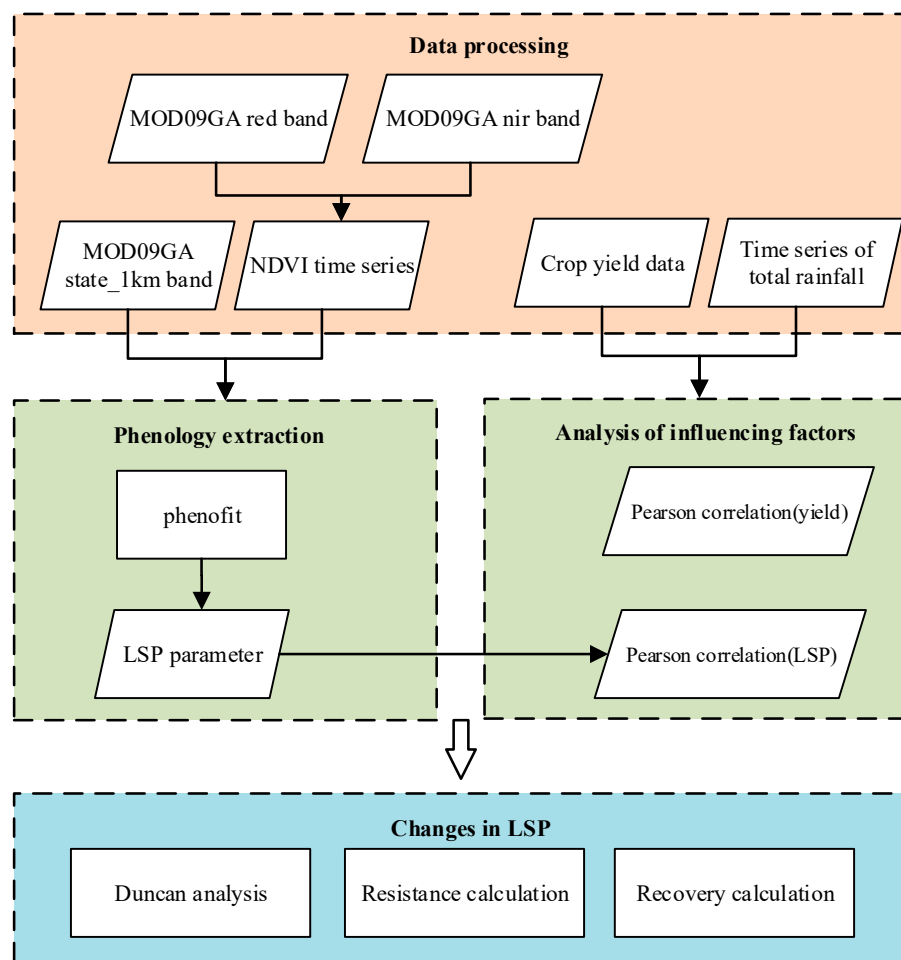 Data processing
MOD09GA red band
MOD09GA nir band
MOD09GA
state_1km band
NDVI time series
Crop yield data
Time series of
total rainfall
Phenology extraction
phenofit
LSP parameter
Analysis of influencing factors
Pearson correlation(yield)
Pearson correlation(LSP)
Changes in LSP
Duncan analysis
Resistance calculation
Recovery calculation